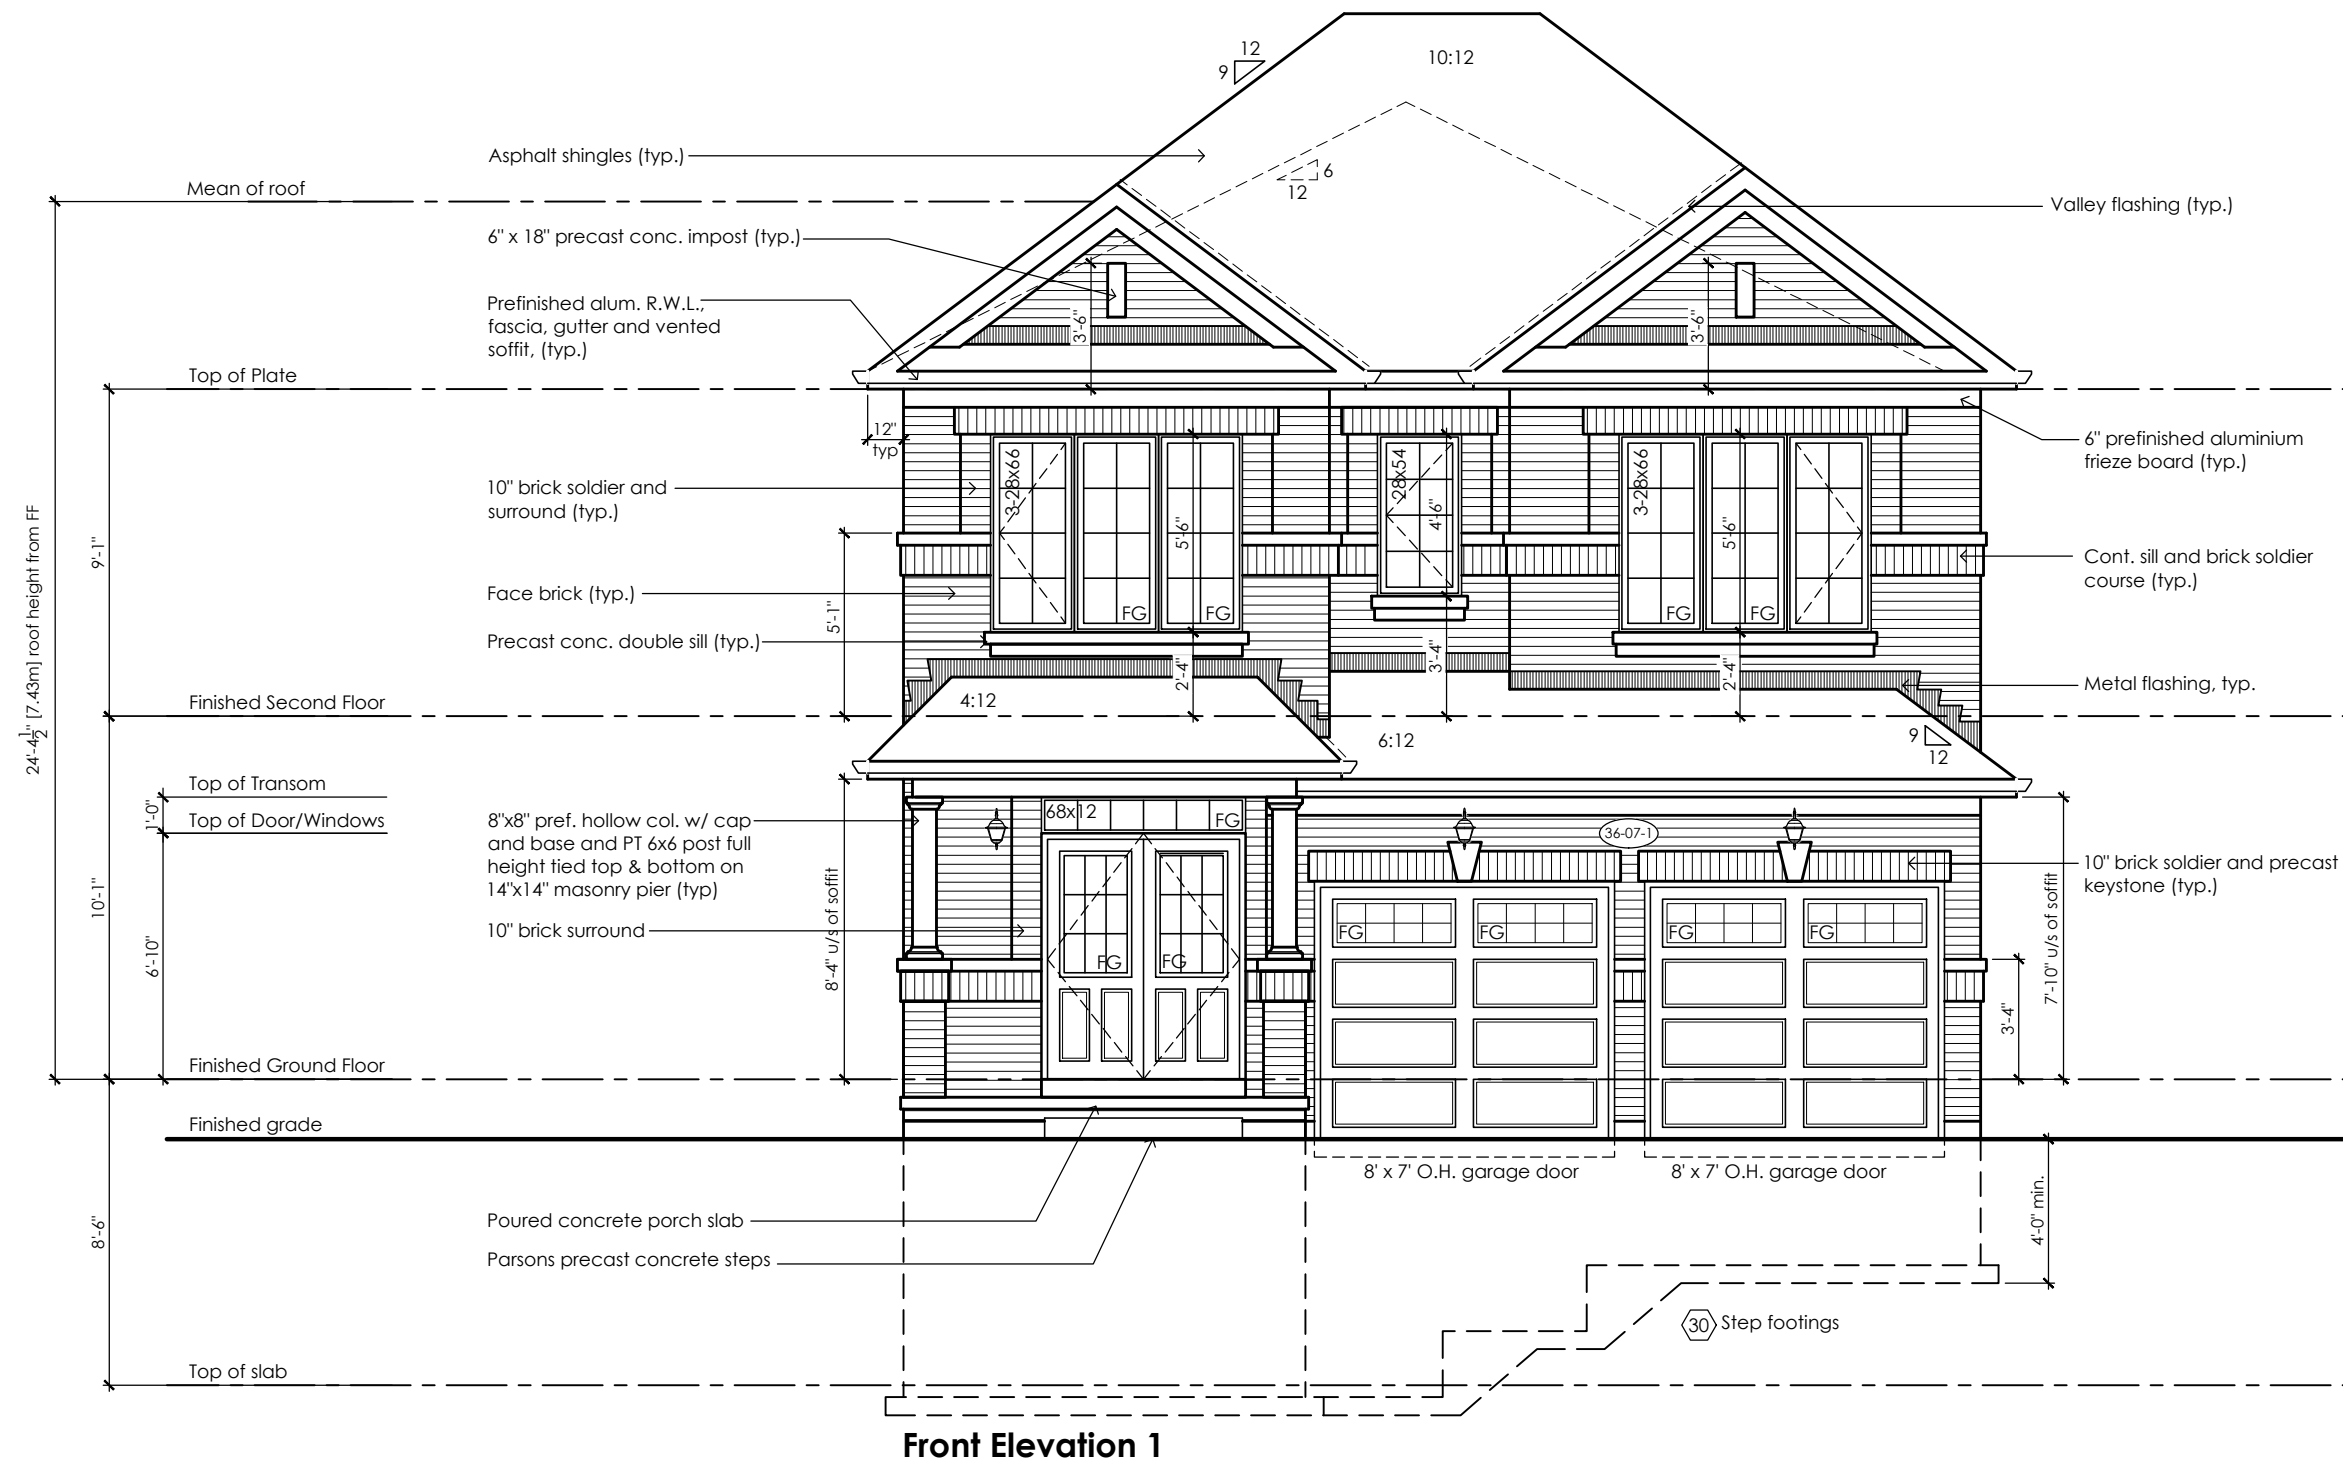 12
9
10:12
Asphalt shingles (typ.)
6
12
Mean of roof
Valley flashing (typ.)
6" x 18" precast conc. impost (typ.)
Prefinished alum. R.W.L.,
fascia, gutter and vented
soffit, (typ.)
3'-6"
3'-6"
Top of Plate
12"
typ
6" prefinished aluminium
frieze board (typ.)
3-28x66
28x54
3-28x66
10" brick soldier and
surround (typ.)
4'-6"
5'-6"
5'-6"
9'-1"
24'-4 1/2" [7.43m] roof height from FF
Cont. sill and brick soldier
course (typ.)
Face brick (typ.)
5'-1"
FG
FG
FG
FG
Precast conc. double sill (typ.)
2'-4"
3'-4"
2'-4"
Metal flashing, typ.
Finished Second Floor
4:12
6:12
9
12
Top of Transom
1'-0"
Top of Door/Windows
8"x8" pref. hollow col. w/ cap
and base and PT 6x6 post full
height tied top & bottom on
14"x14" masonry pier (typ)
68x12
FG
36-07-1
10" brick soldier and precast
keystone (typ.)
10'-1"
6'-10"
8'-4" u/s of soffit
7'-10" u/s of soffit
10" brick surround
FG
FG
FG
FG
FG
FG
3'-4"
Finished Ground Floor
Finished grade
8' x 7' O.H. garage door
8' x 7' O.H. garage door
4'-0" min.
8'-6"
Poured concrete porch slab
Parsons precast concrete steps
30
Step footings
Top of slab
Front Elevation 1